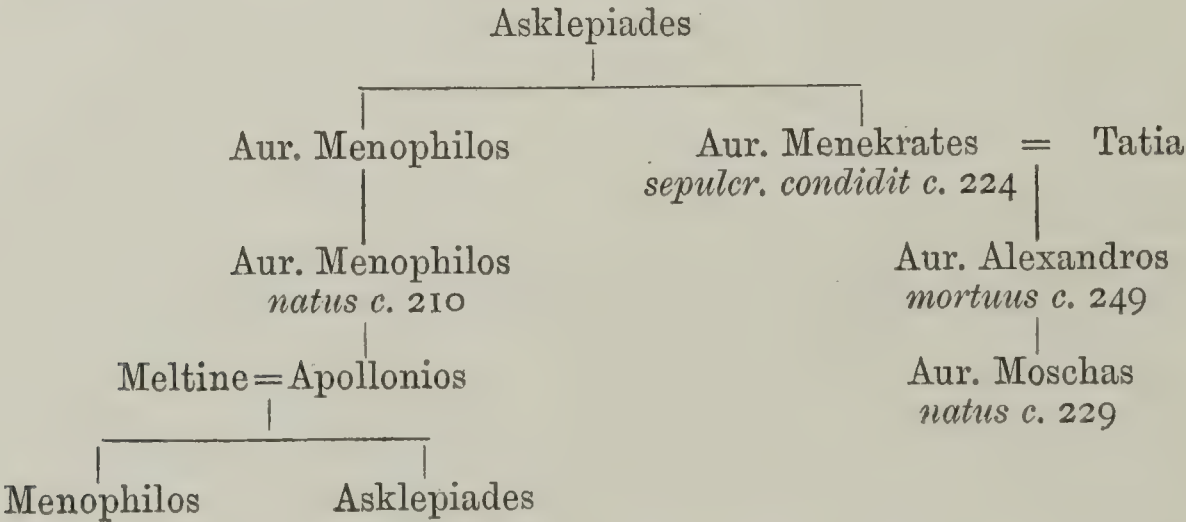 Asklepiades
Aur. Menophilos Aur. Menekrates = Tatia
sepulcr. condidit c. 224
Aur. Menophilos Aur. Alexandros
natus c. 210 mortuus c. 249
Meltine=Apollonios Aur. Moschas
natus c. 229
Menophilos Asklepiades